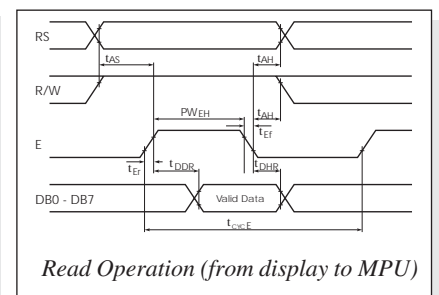 RS
tAS
tAH
R/W
PWEH
tAH
tEf
E
tEr
tDDR
tDHR
DB0 - DB7
Valid Data
tCYCE
Read Operation (from display to MPU)